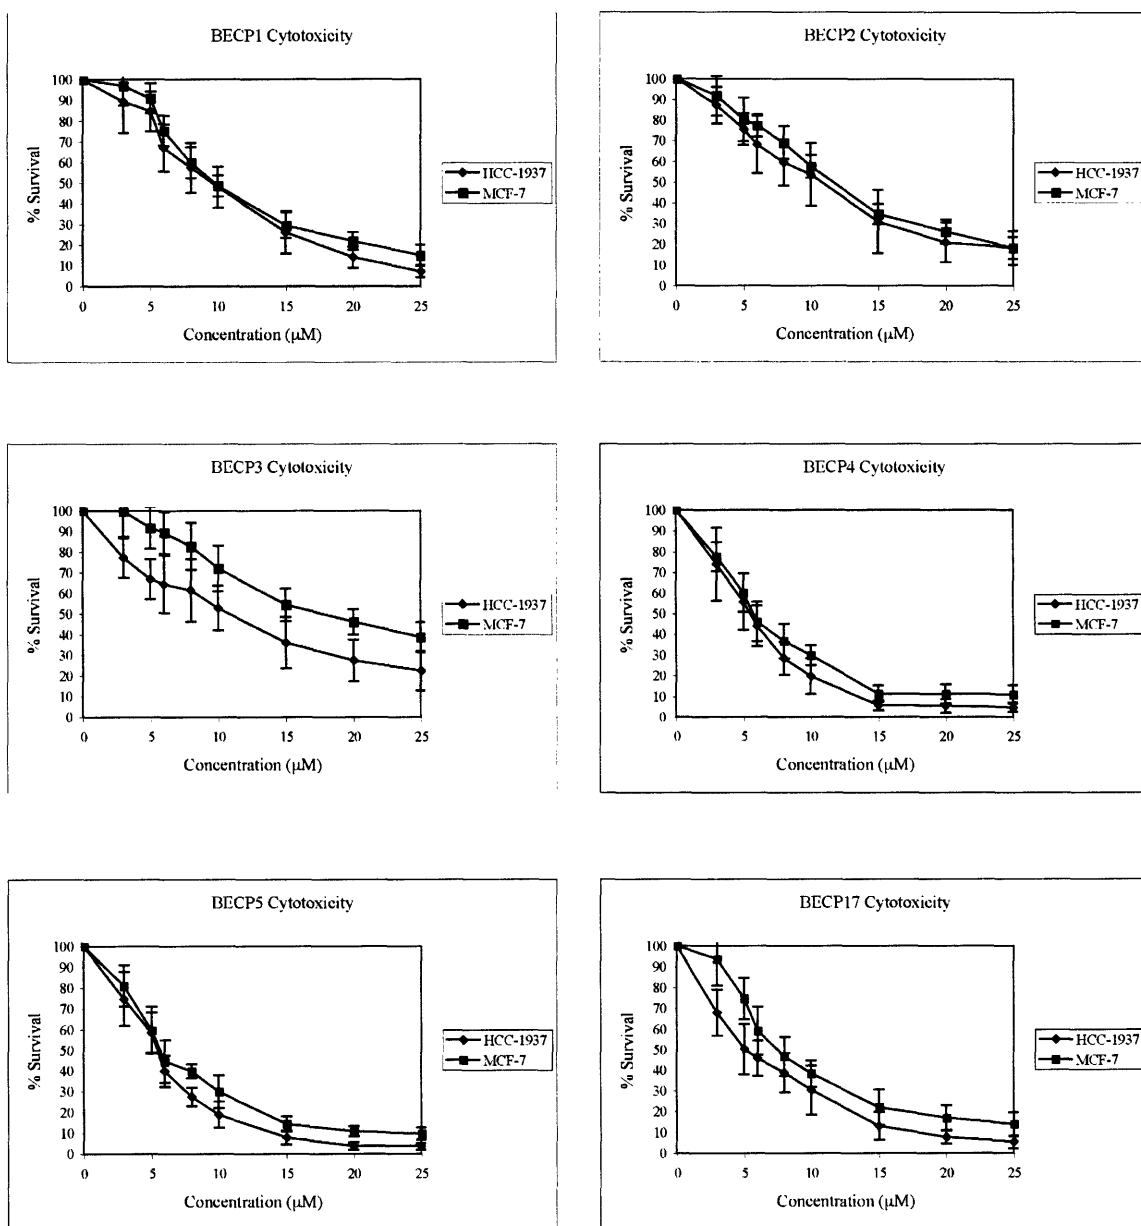 BECP1 Cytotoxicity
% Survival
100
90
80
70
60
50
40
30
20
10
0
0 5 10 15 20 25
Concentration (µM)
HCC-1937
MCF-7
BECP2 Cytotoxicity
% Survival
100
90
80
70
60
50
40
30
20
10
0
0 5 10 15 20 25
Concentration (µM)
HCC-1937
MCF-7
BECP3 Cytotoxicity
% Survival
100
90
80
70
60
50
40
30
20
10
0
0 5 10 15 20 25
Concentration (µM)
HCC-1937
MCF-7
BECP4 Cytotoxicity
% Survival
100
90
80
70
60
50
40
30
20
10
0
0 5 10 15 20 25
Concentration (µM)
HCC-1937
MCF-7
BECP5 Cytotoxicity
% Survival
100
90
80
70
60
50
40
30
20
10
0
0 5 10 15 20 25
Concentration (µM)
HCC-1937
MCF-7
BECP17 Cytotoxicity
% Survival
100
90
80
70
60
50
40
30
20
10
0
0 5 10 15 20 25
Concentration (µM)
HCC-1937
MCF-7